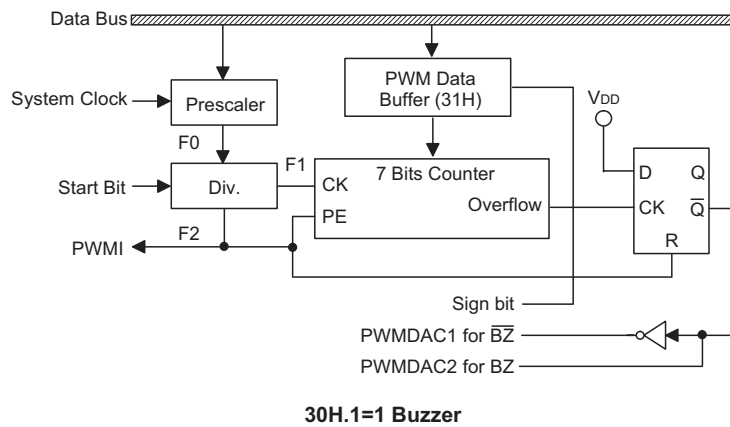 Data Bus
System Clock
Prescaler
PWM Data
Buffer (31H)
VDD
F0
Start Bit
Div.
F1
7 Bits Counter
CK
PE
Overflow
D
Q
CK
Q̅
R
F2
PWMI
Sign bit
PWMDAC1 for B̅Z̅
PWMDAC2 for BZ
30H.1=1 Buzzer